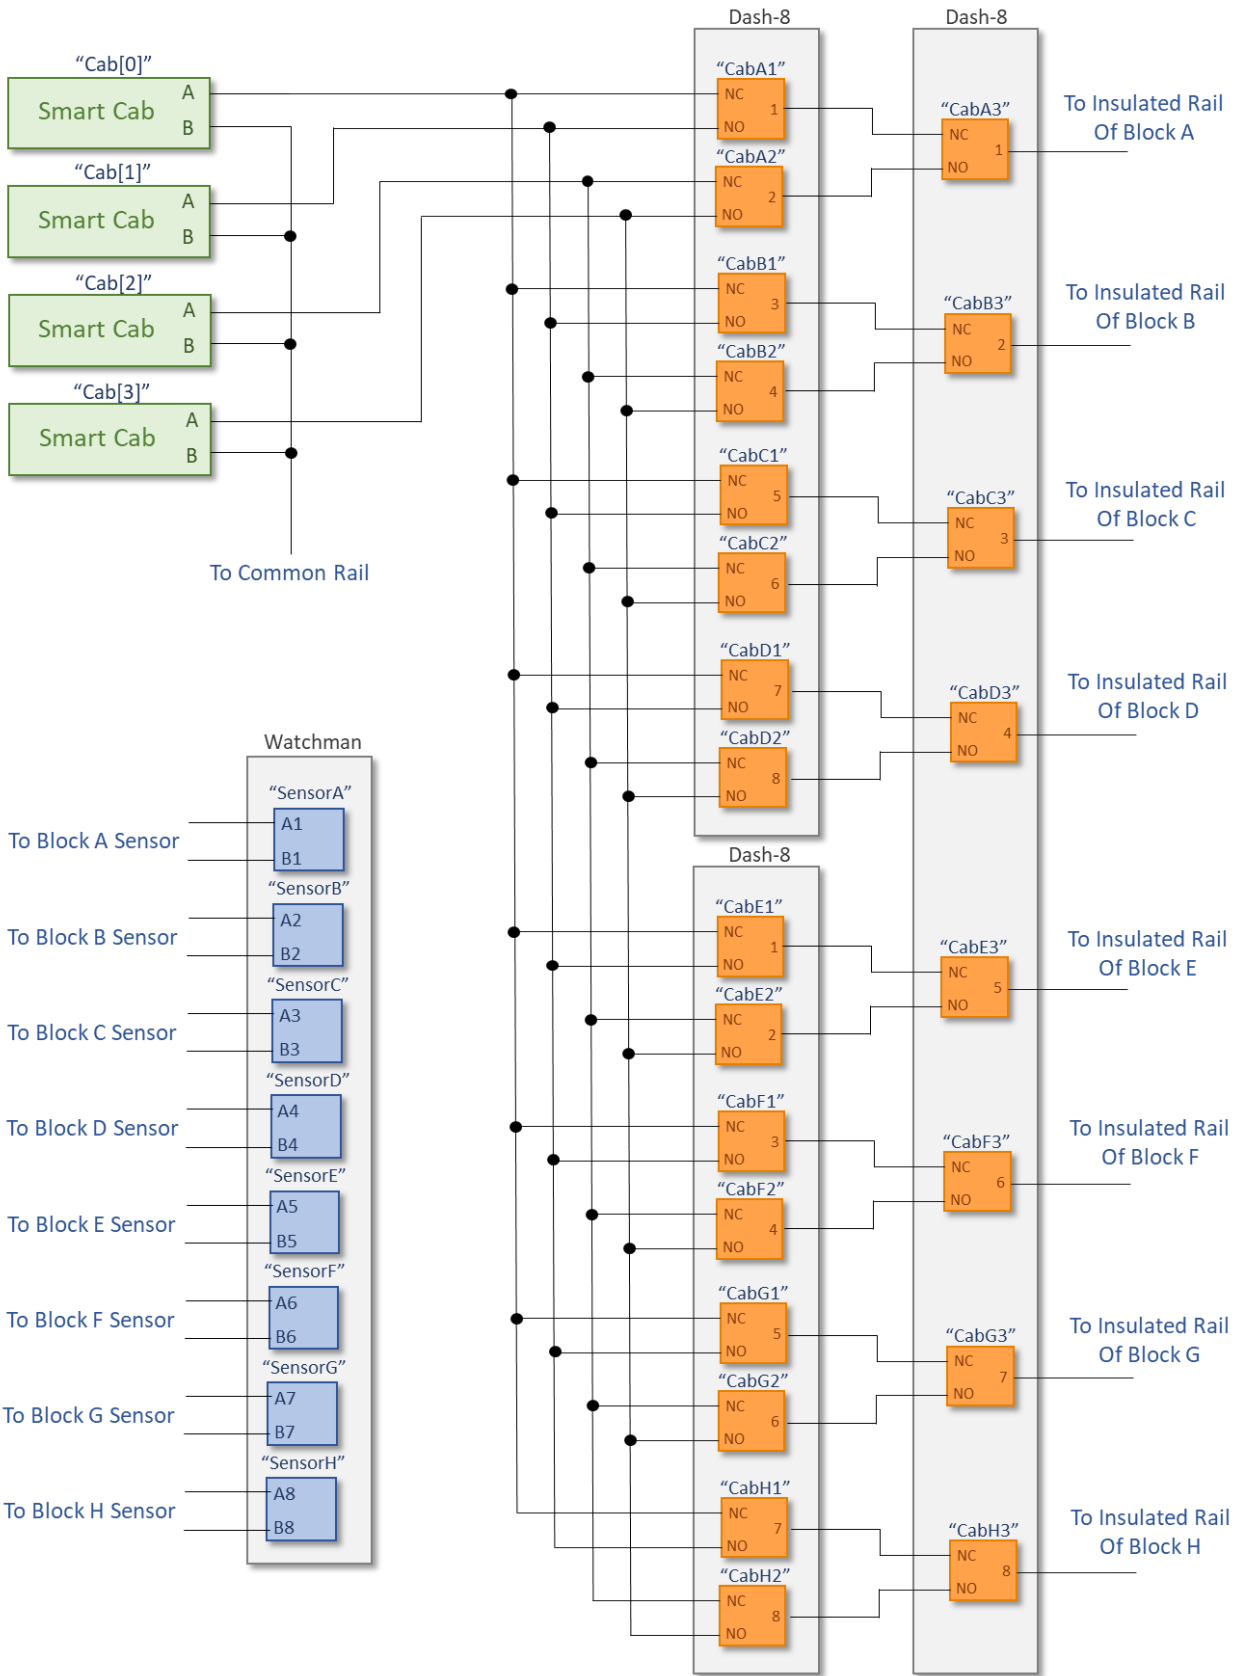 “Cab[0]”
Smart Cab
A
B
“Cab[1]”
Smart Cab
A
B
“Cab[2]”
Smart Cab
A
B
“Cab[3]”
Smart Cab
A
B
To Common Rail
Dash-8
“CabA1”
NC
1
NO
“CabA2”
NC
2
NO
“CabB1”
NC
3
NO
“CabB2”
NC
4
NO
“CabC1”
NC
5
NO
“CabC2”
NC
6
NO
“CabD1”
NC
7
NO
“CabD2”
NC
8
NO
Dash-8
“CabE1”
NC
1
NO
“CabE2”
NC
2
NO
“CabF1”
NC
3
NO
“CabF2”
NC
4
NO
“CabG1”
NC
5
NO
“CabG2”
NC
6
NO
“CabH1”
NC
7
NO
“CabH2”
NC
8
NO
Dash-8
“CabA3”
NC
1
NO
“CabB3”
NC
2
NO
“CabC3”
NC
3
NO
“CabD3”
NC
4
NO
“CabE3”
NC
5
NO
“CabF3”
NC
6
NO
“CabG3”
NC
7
NO
“CabH3”
NC
8
NO
To Insulated Rail
Of Block A
To Insulated Rail
Of Block B
To Insulated Rail
Of Block C
To Insulated Rail
Of Block D
To Insulated Rail
Of Block E
To Insulated Rail
Of Block F
To Insulated Rail
Of Block G
To Insulated Rail
Of Block H
Watchman
“SensorA”
To Block A Sensor
A1
B1
“SensorB”
To Block B Sensor
A2
B2
“SensorC”
To Block C Sensor
A3
B3
“SensorD”
To Block D Sensor
A4
B4
“SensorE”
To Block E Sensor
A5
B5
“SensorF”
To Block F Sensor
A6
B6
“SensorG”
To Block G Sensor
A7
B7
“SensorH”
To Block H Sensor
A8
B8